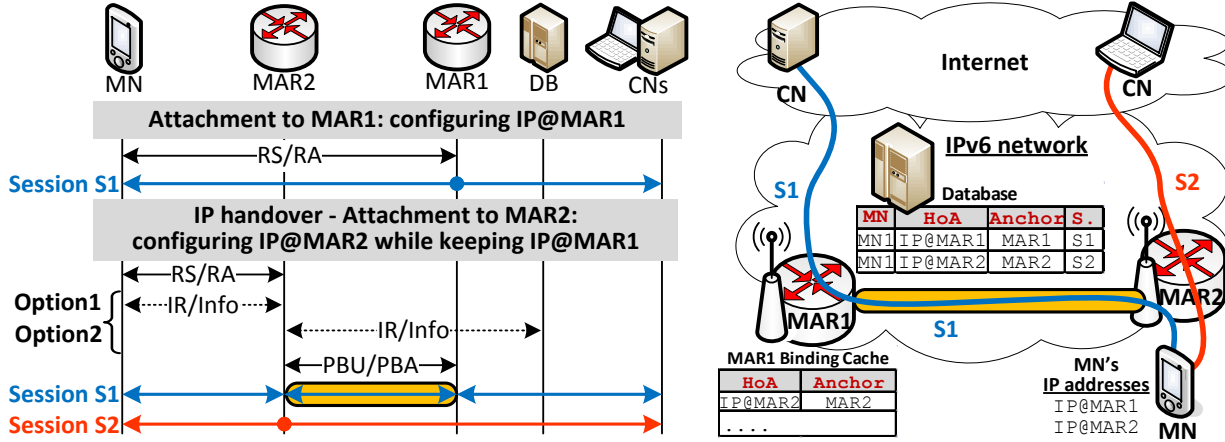 MN
MAR2
MAR1
DB
CNs
Attachment to MAR1: configuring IP@MAR1
RS/RA
Session S1
IP handover - Attachment to MAR2:
configuring IP@MAR2 while keeping IP@MAR1
RS/RA
Option1
IR/Info
Option2
IR/Info
PBU/PBA
Session S1
Session S2
Internet
CN
CN
IPv6 network
S1
S2
Database
MN HoA Anchor S.
MN1 IP@MAR1 MAR1 S1
MN1 IP@MAR2 MAR2 S2
MAR1
MAR2
S1
MAR1 Binding Cache
HoA Anchor
IP@MAR2 MAR2
....
MN's
IP addresses
IP@MAR1
IP@MAR2
MN